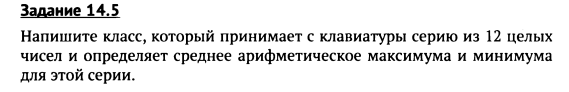 Задание 14.5
Напишите класс, который принимает с клавиатуры серию из 12 целых
чисел и определяет среднее арифметическое максимума и минимума
для этой серии.